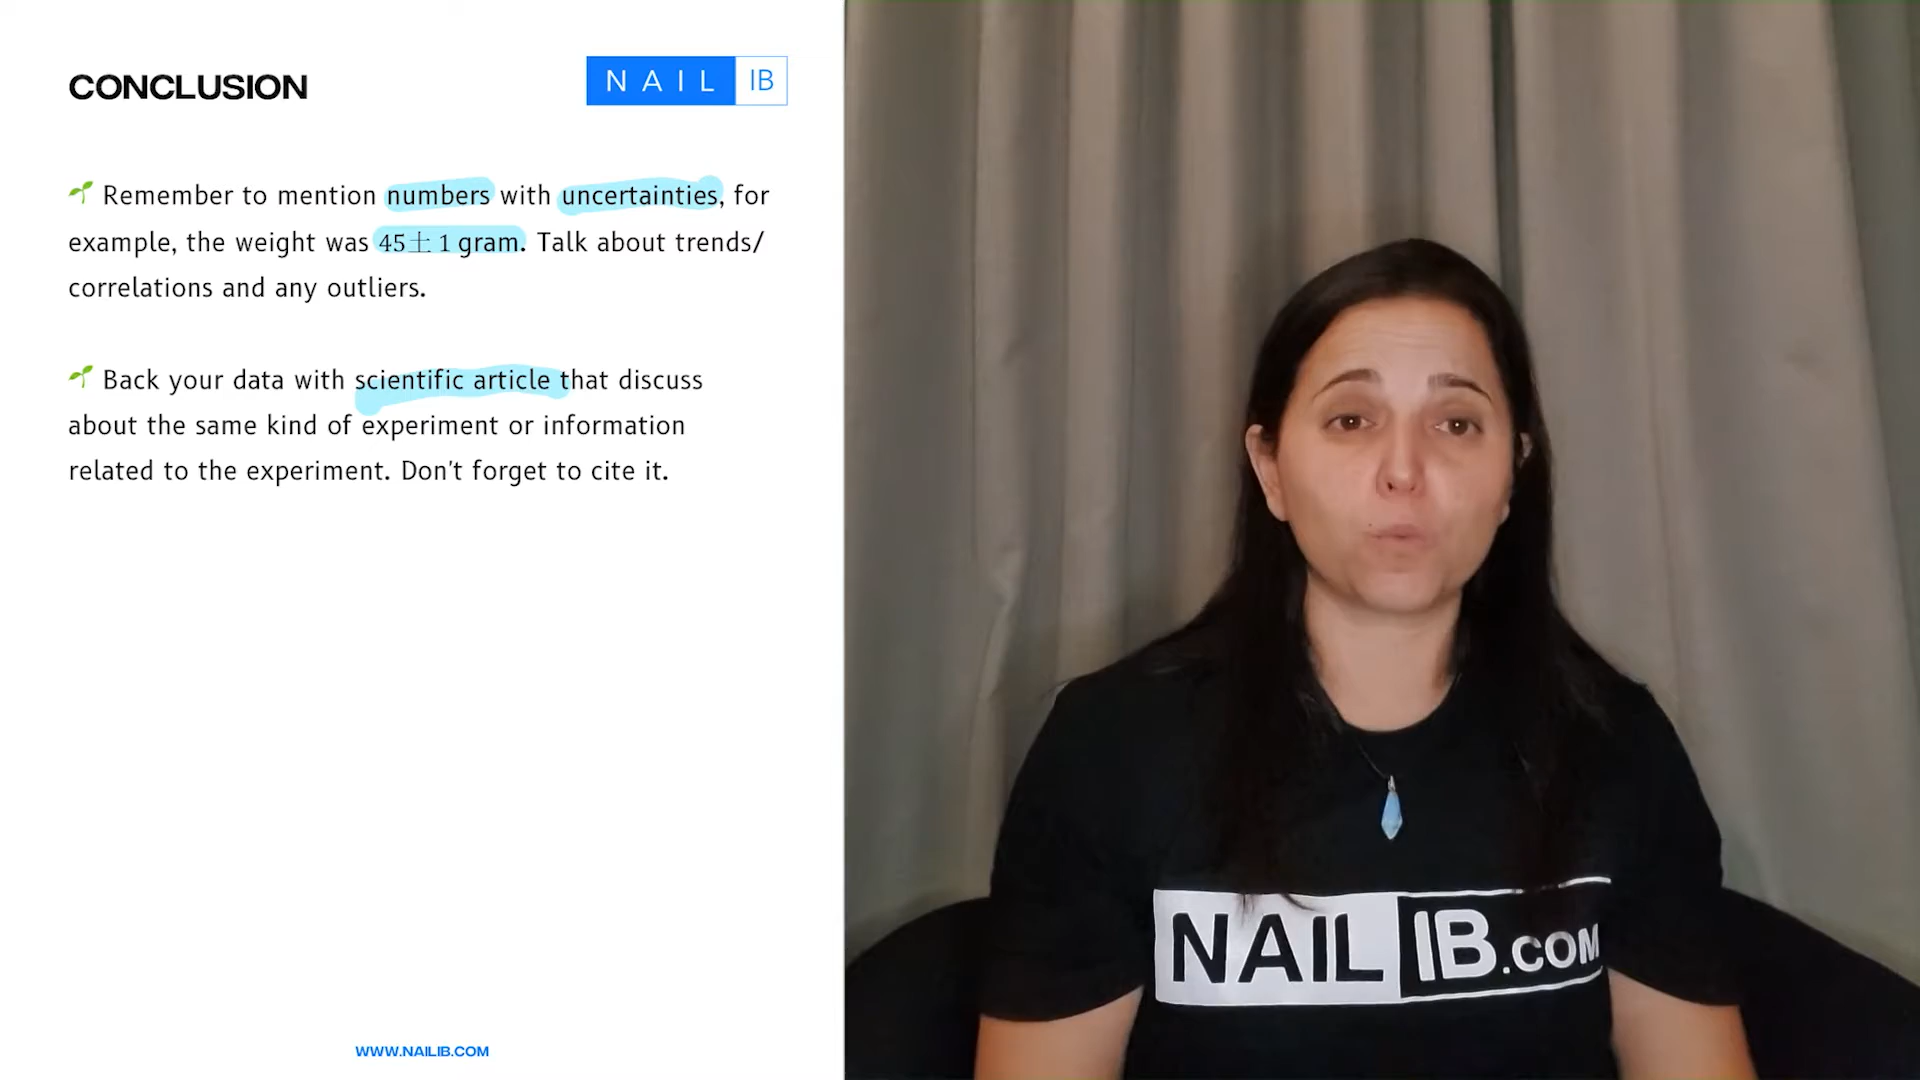 CONCLUSION
NAIL IB
🌱 Remember to mention numbers with uncertainties, for
example, the weight was 45± 1 gram. Talk about trends/
correlations and any outliers.
🌱 Back your data with scientific article that discuss
about the same kind of experiment or information
related to the experiment. Don't forget to cite it.
WWW.NAILIB.COM
NAIL IB.COM